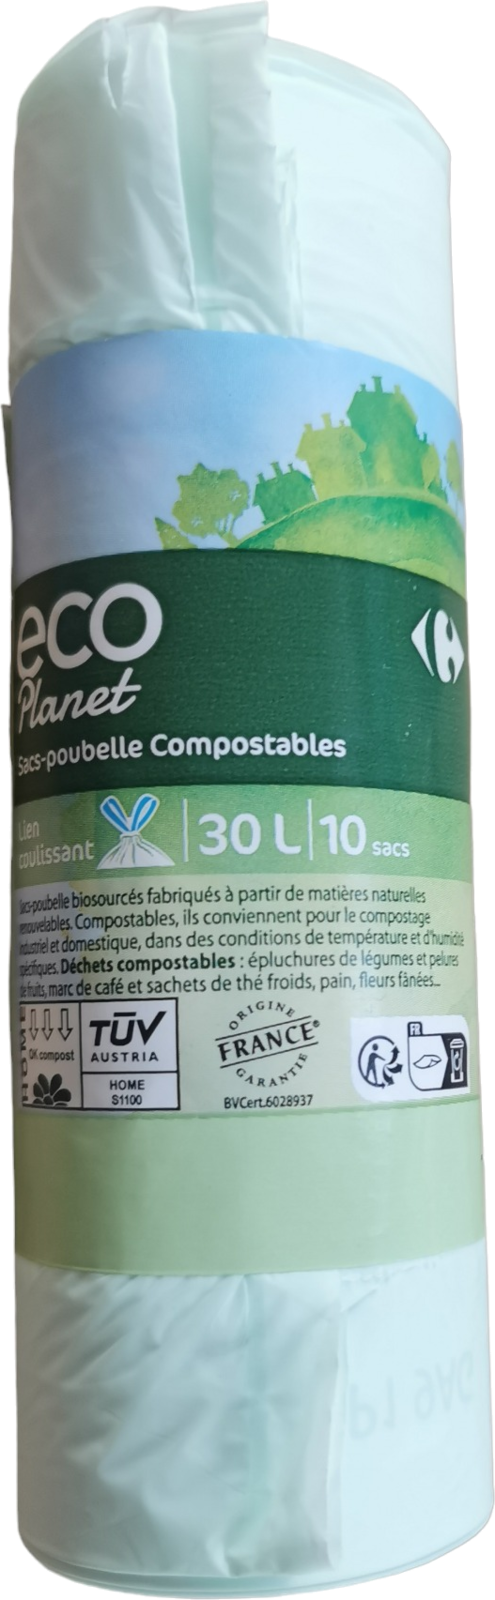 eco
Planet
Sacs-poubelle Compostables
Lien
coulissant
30 L 10 sacs
Sacs-poubelle biosourcés fabriqués à partir de matières naturelles
renouvelables. Compostables, ils conviennent pour le compostage
industriel et domestique, dans des conditions de température et d'humidité
spécifiques. Déchets compostables : épluchures de légumes et pelures
de fruits, marc de café et sachets de thé froids, pain, fleurs fânées...
HOME
OK compost
TÜV
AUSTRIA
HOME
S1100
ORIGINE
FRANCE®
GARANTIE
BVCert.6028937
FR